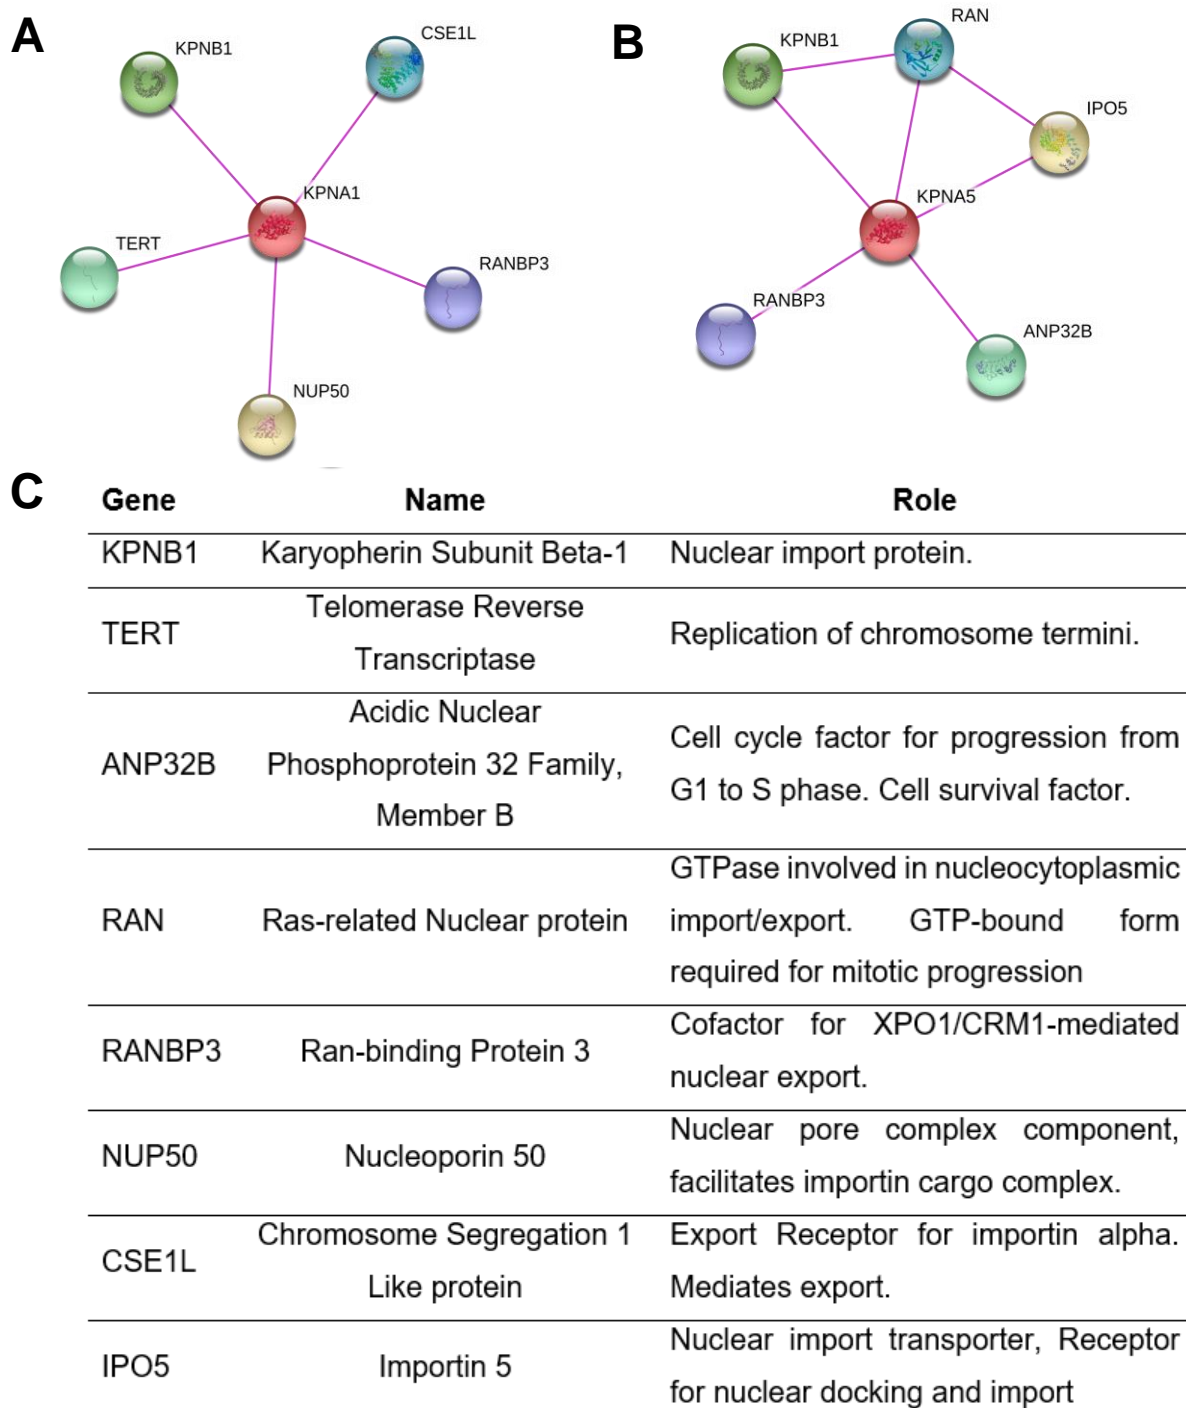 A
KPNB1
CSE1L
KPNA1
TERT
RANBP3
NUP50
B
RAN
KPNB1
IPO5
KPNA5
RANBP3
ANP32B
C
Gene Name Role
KPNB1 Karyopherin Subunit Beta-1 Nuclear import protein.
TERT
Telomerase Reverse
Transcriptase
Replication of chromosome termini.
ANP32B
Acidic Nuclear
Phosphoprotein 32 Family,
Member B
Cell cycle factor for progression from
G1 to S phase. Cell survival factor.
RAN
Ras-related Nuclear protein
GTPase involved in nucleocytoplasmic
import/export. GTP-bound form
required for mitotic progression
RANBP3
Ran-binding Protein 3
Cofactor for XPO1/CRM1-mediated
nuclear export.
NUP50
Nucleoporin 50
Nuclear pore complex component,
facilitates importin cargo complex.
CSE1L
Chromosome Segregation 1
Like protein
Export Receptor for importin alpha.
Mediates export.
IPO5
Importin 5
Nuclear import transporter, Receptor
for nuclear docking and import